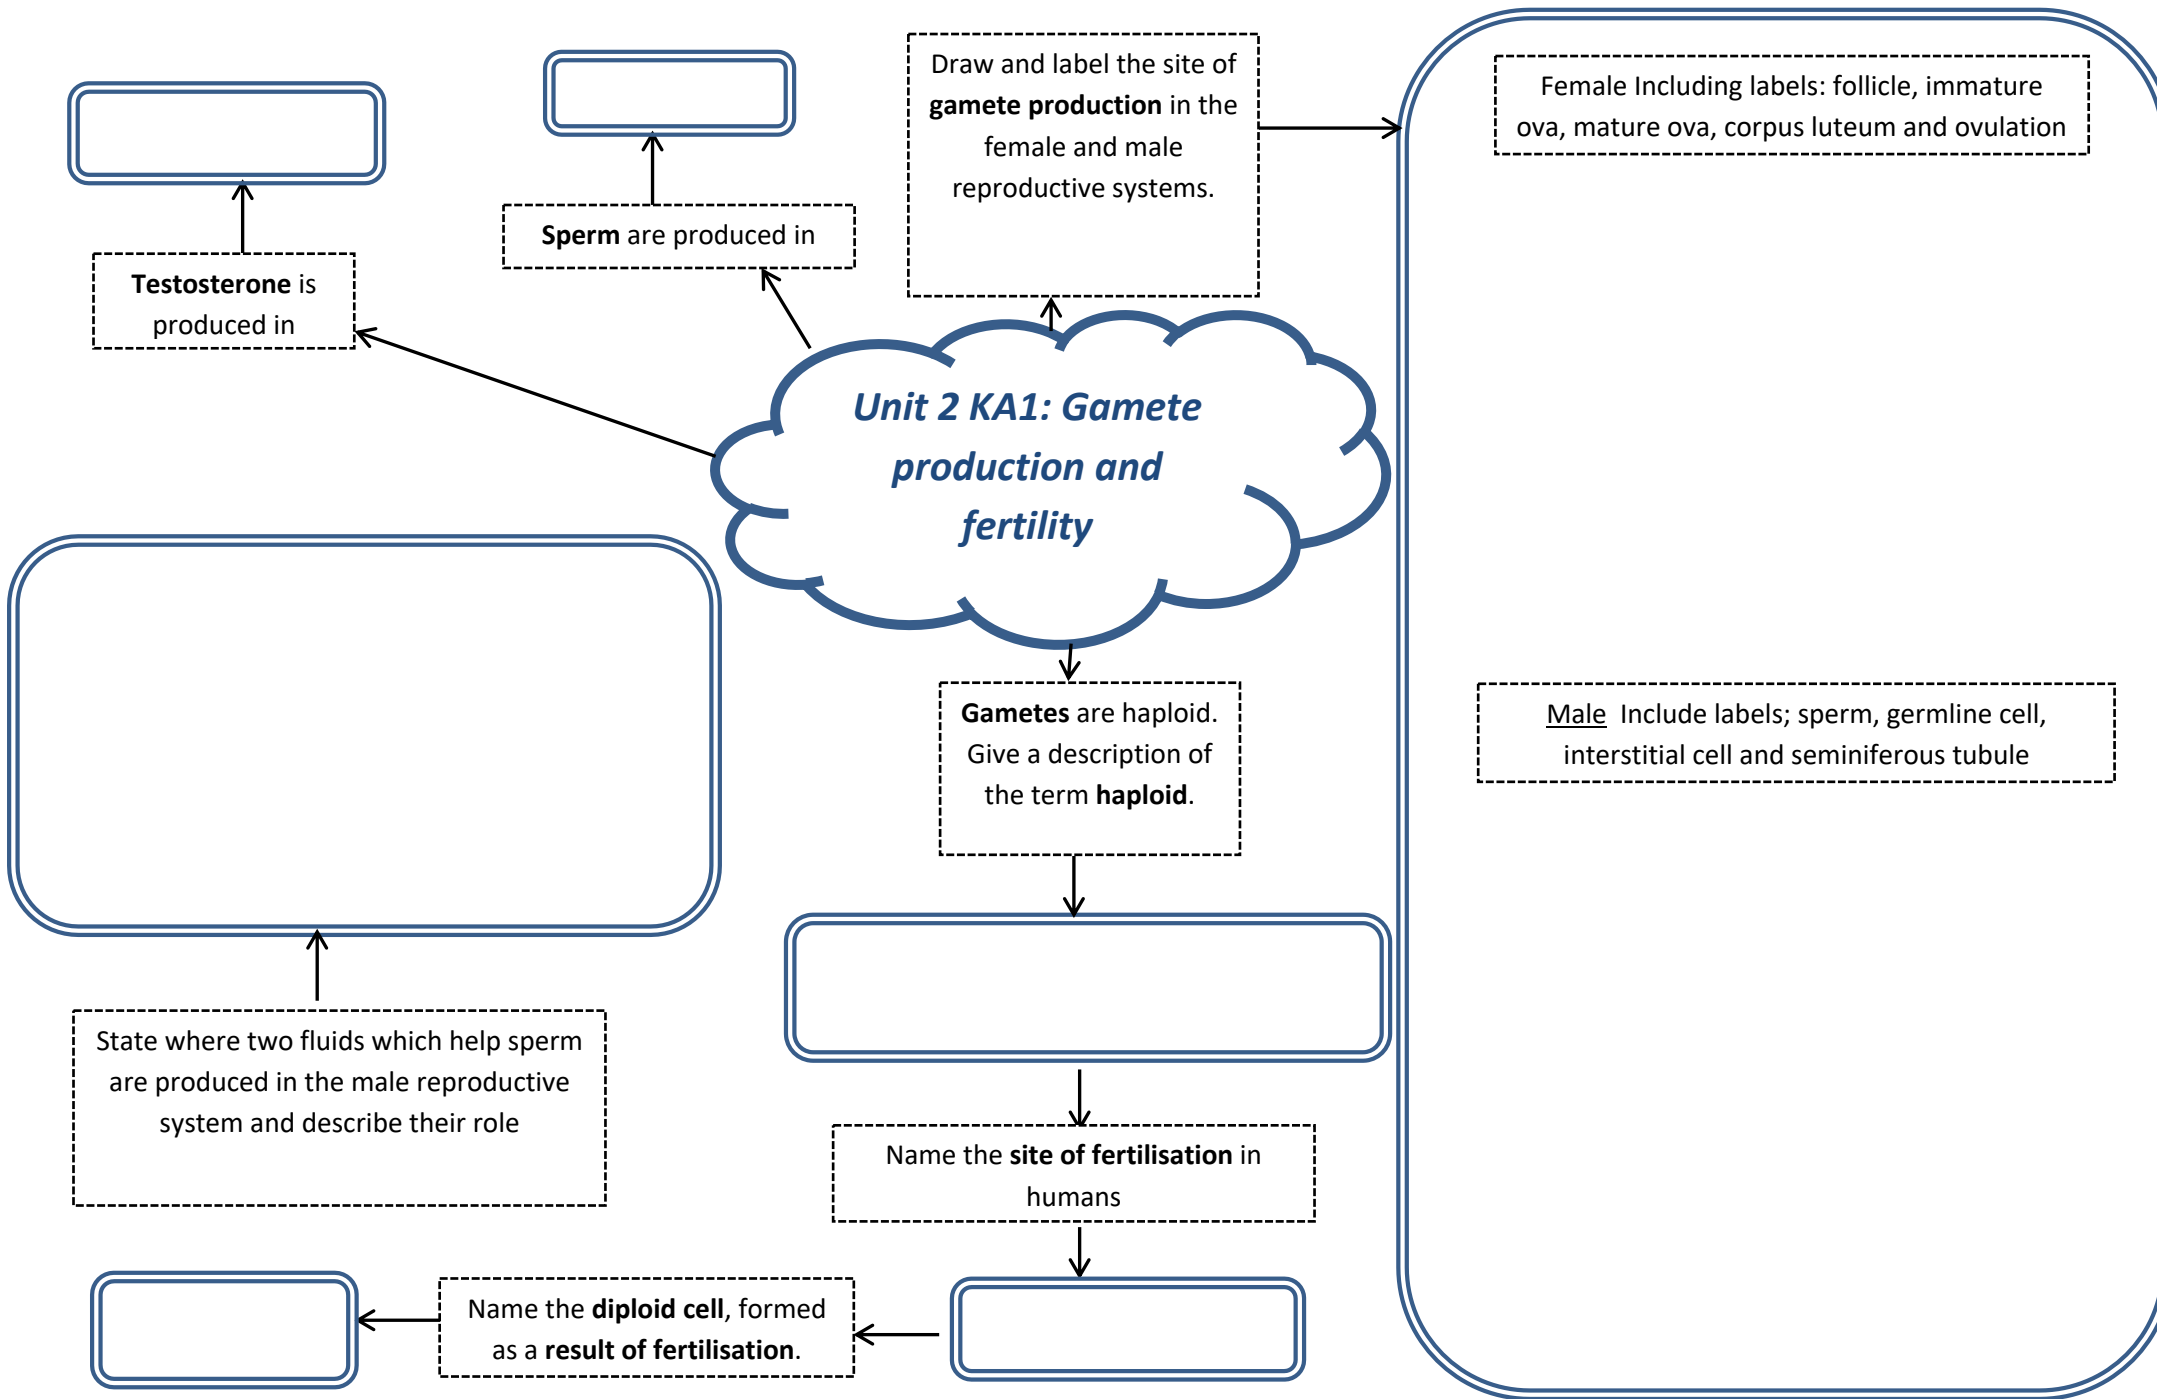 Draw and label the site of
gamete production in the
female and male
reproductive systems.
Female Including labels: follicle, immature
ova, mature ova, corpus luteum and ovulation
Sperm are produced in
Testosterone is
produced in
Unit 2 KA1: Gamete
production and
fertility
Gametes are haploid.
Give a description of
the term haploid.
Male  Include labels; sperm, germline cell,
interstitial cell and seminiferous tubule
State where two fluids which help sperm
are produced in the male reproductive
system and describe their role
Name the site of fertilisation in
humans
Name the diploid cell, formed
as a result of fertilisation.